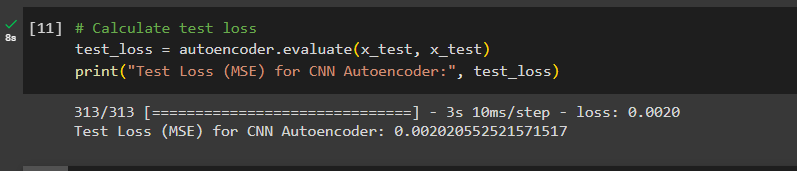 [11] # Calculate test loss
test_loss = autoencoder.evaluate(x_test, x_test)
8s
print("Test Loss (MSE) for CNN Autoencoder:", test_loss)
313/313 [==============================] - 3s 10ms/step - loss: 0.0020
Test Loss (MSE) for CNN Autoencoder: 0.002020552521571517